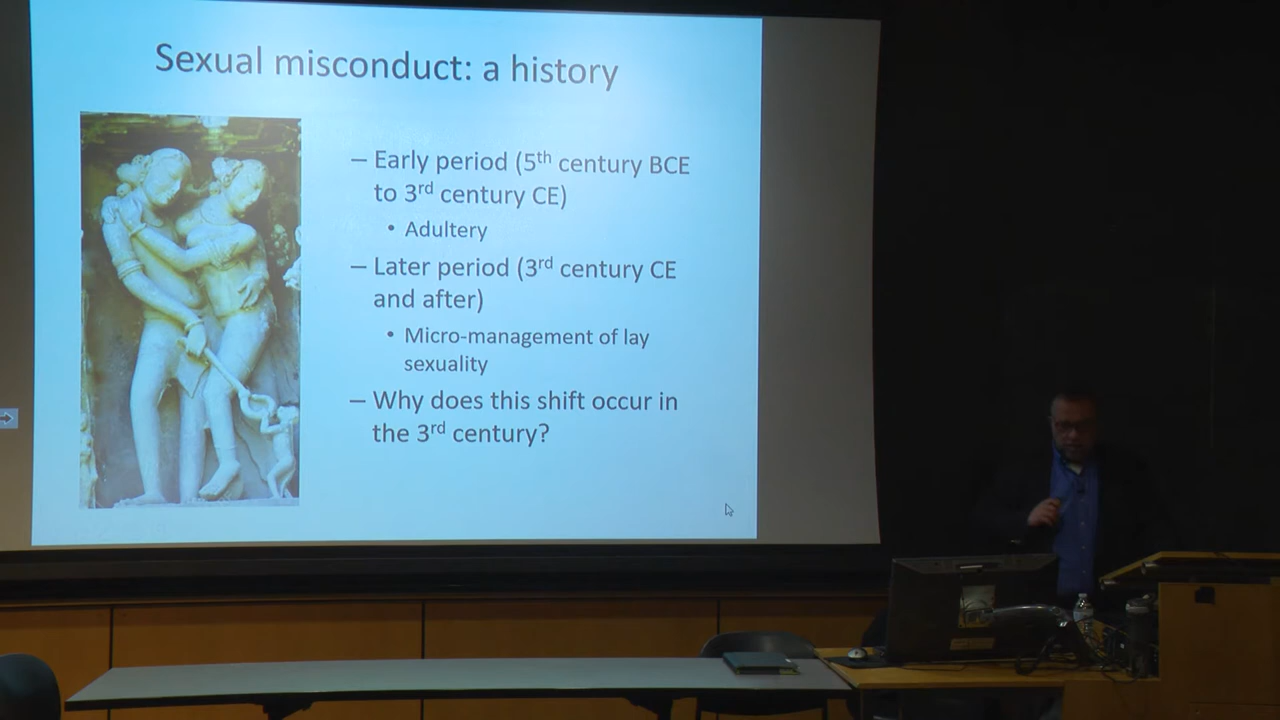 Sexual misconduct: a history
– Early period (5th century BCE
to 3rd century CE)
• Adultery
– Later period (3rd century CE
and after)
• Micro-management of lay
sexuality
– Why does this shift occur in
the 3rd century?